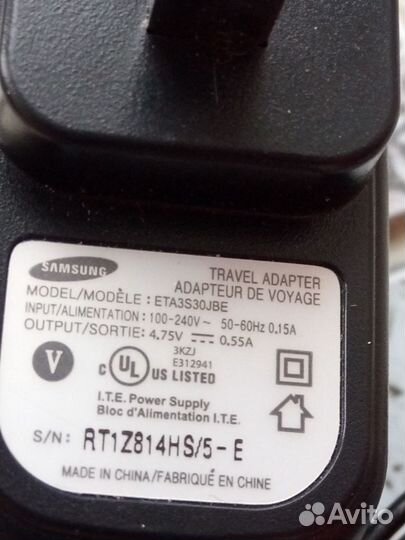 SAMSUNG
TRAVEL ADAPTER
ADAPTEUR DE VOYAGE
MODEL/MODÈLE : ETA3S30JBE
INPUT/ALIMENTATION : 100-240V ~ 50-60Hz 0.15A
OUTPUT/SORTIE: 4.75V ⎓ 0.55A
V
C UL US LISTED
3KZJ
E312941
I.T.E. Power Supply
Bloc d'Alimentation I.T.E.
S/N: RT1Z814HS/5-E
MADE IN CHINA/FABRIQUÉ EN CHINE
Avito